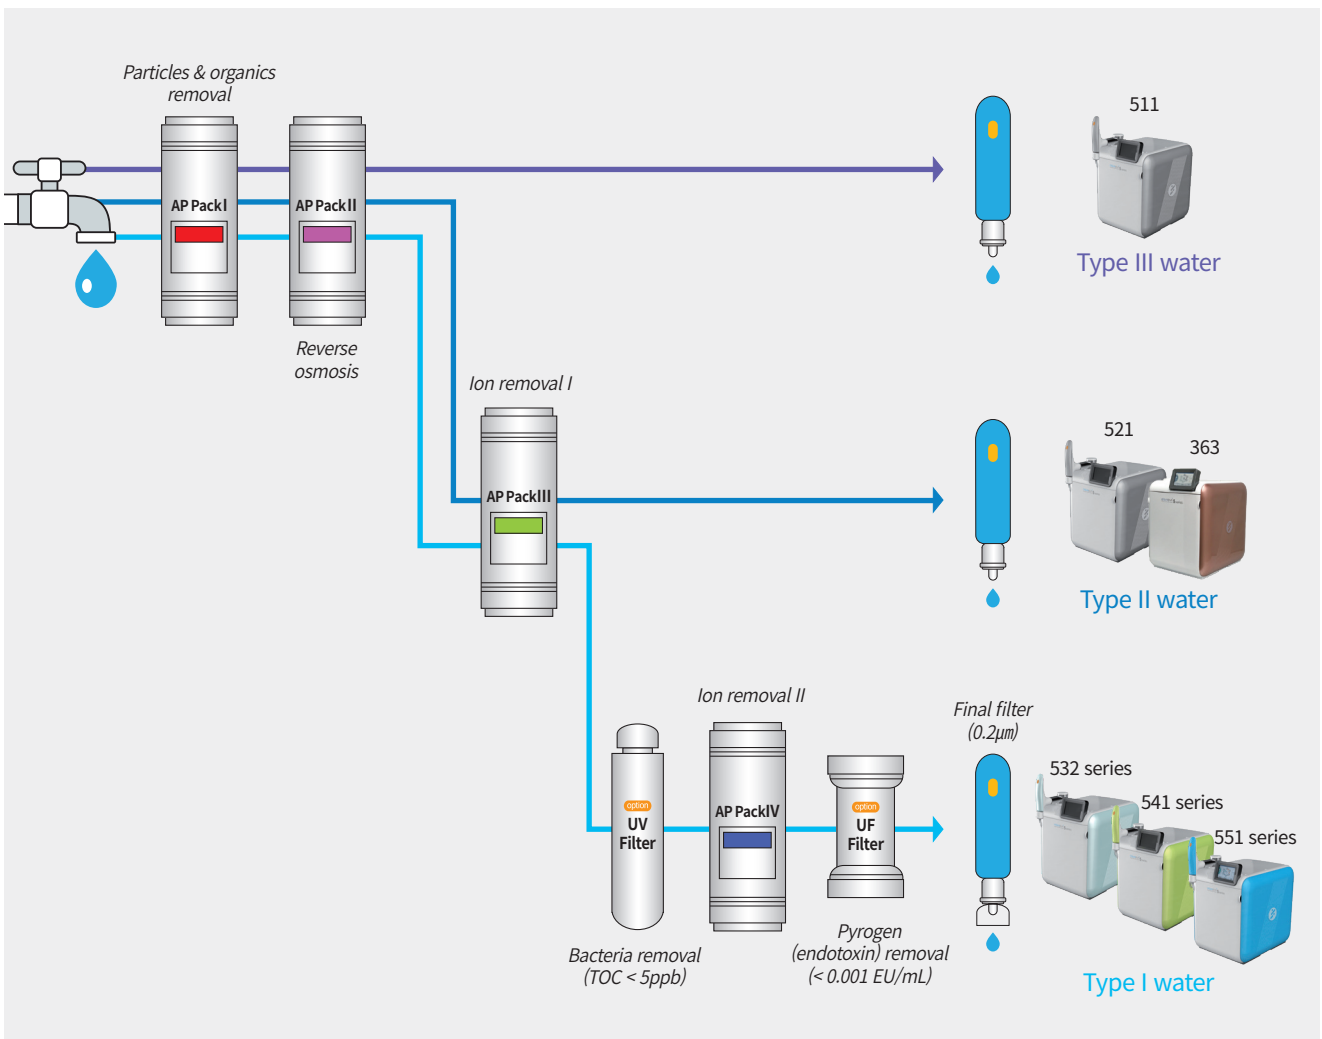 Particles & organics
removal
AP Pack I
AP Pack II
Reverse
osmosis
511
Type III water
Ion removal I
AP Pack III
521
363
Type II water
option
UV
Filter
Bacteria removal
(TOC < 5ppb)
Ion removal II
AP Pack IV
option
UF
Filter
Pyrogen
(endotoxin) removal
(< 0.001 EU/mL)
Final filter
(0.2μm)
532 series
541 series
551 series
Type I water